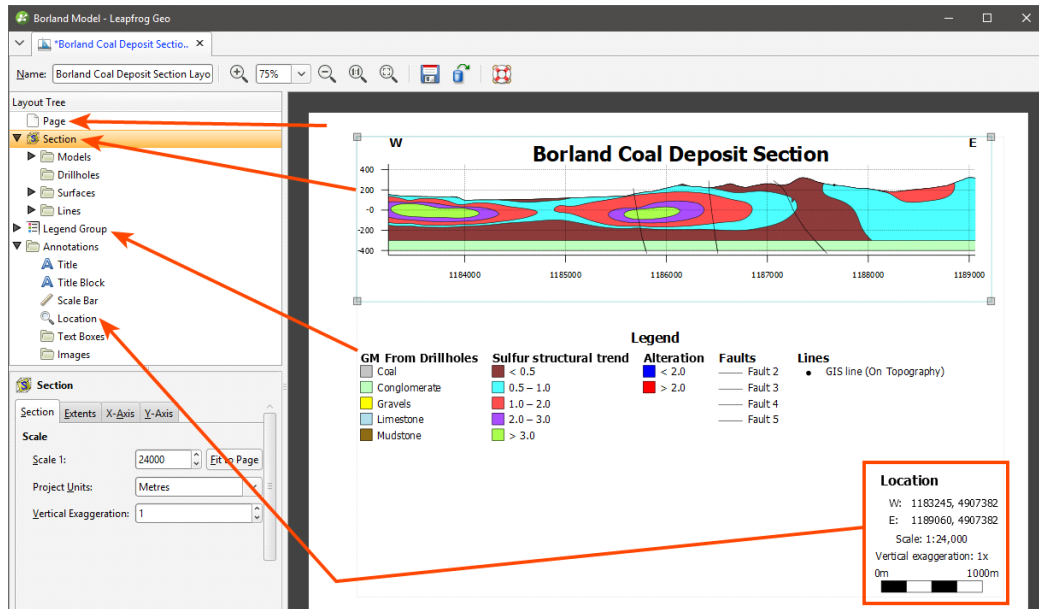 Borland Model - Leapfrog Geo
*Borland Coal Deposit Sectio..
Name: Borland Coal Deposit Section Layo 75%
Layout Tree
Page
Section
Models
Drillholes
Surfaces
Lines
Legend Group
Annotations
Title
Title Block
Scale Bar
Location
Text Boxes
Images
Section
Section Extents X-Axis Y-Axis
Scale
Scale 1: 24000 Fit to Page
Project Units: Metres
Vertical Exaggeration: 1
W E
Borland Coal Deposit Section
400
200
-0
-200
-400
1184000 1185000 1186000 1187000 1188000 1189000
Legend
GM From Drillholes Sulfur structural trend Alteration Faults Lines
Coal < 0.5 < 2.0 Fault 2 GIS line (On Topography)
Conglomerate 0.5 – 1.0 > 2.0 Fault 3
Gravels 1.0 – 2.0 Fault 4
Limestone 2.0 – 3.0 Fault 5
Mudstone > 3.0
Location
W: 1183245, 4907382
E: 1189060, 4907382
Scale: 1:24,000
Vertical exaggeration: 1x
0m 1000m